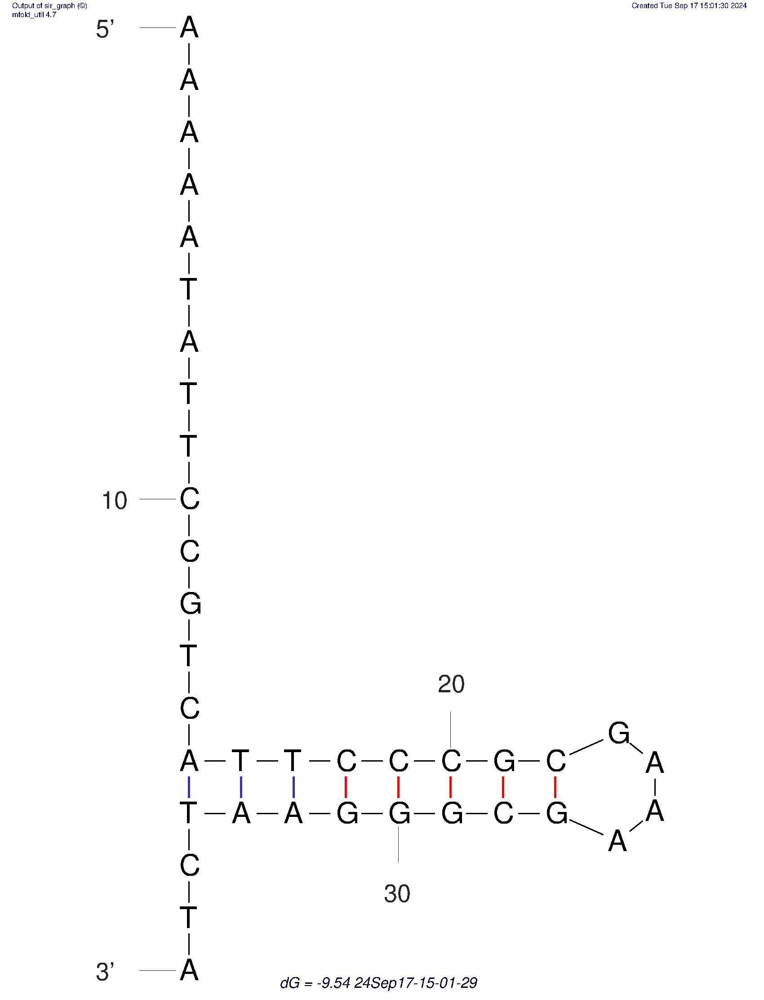 Output of sir_graph (©)
mfold_util 4.7
Created Tue Sep 17 15:01:30 2024
5' A
A
A
A
A
T
A
T
T
10 C
C
G
T
C
20
A T T C C C G C G A
T A A G G G C G A A
C
30
T
3' A
dG = -9.54 24Sep17-15-01-29